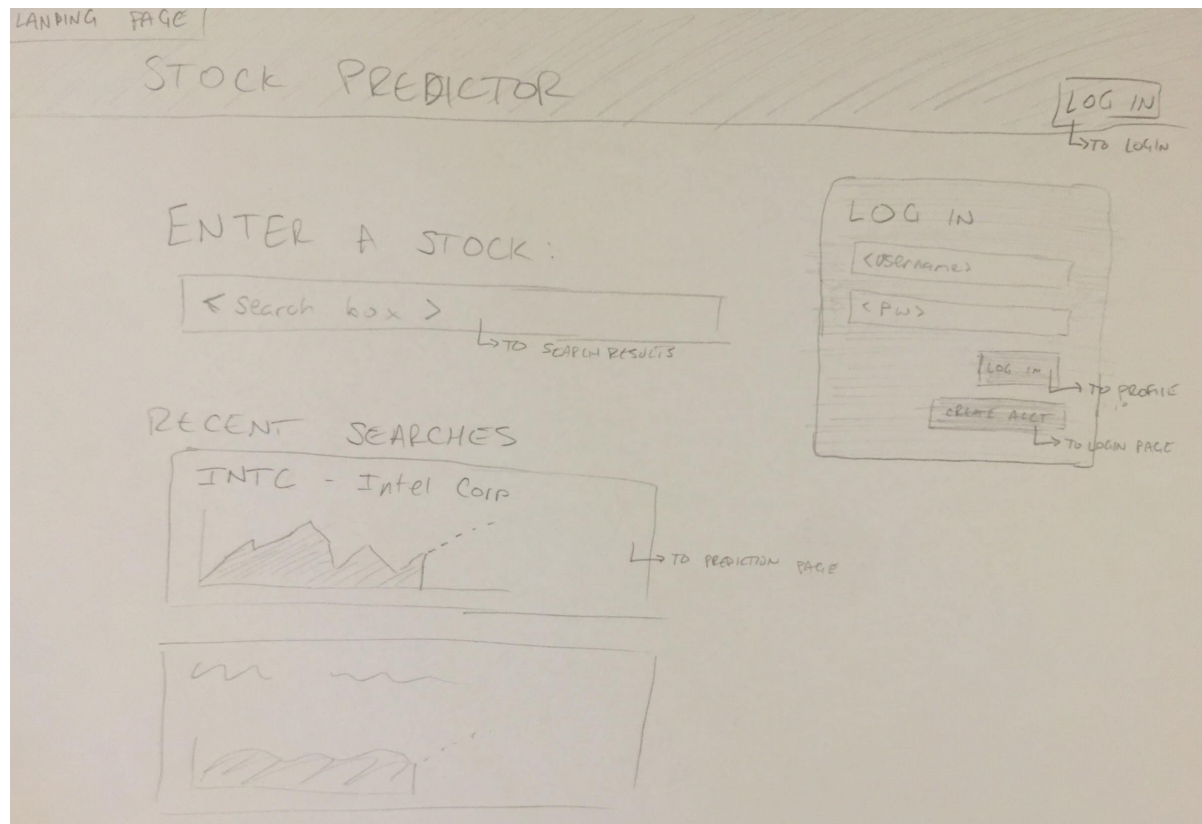 LANDING PAGE
STOCK PREDICTOR
LOG IN
TO LOGIN
ENTER A STOCK:
< search box >
TO SEARCH RESULTS
LOG IN
<username>
<pw>
LOG IN
TO PROFILE
CREATE ACCT
TO LOGIN PAGE
RECENT SEARCHES
INTC - Intel Corp
TO PREDICTION PAGE